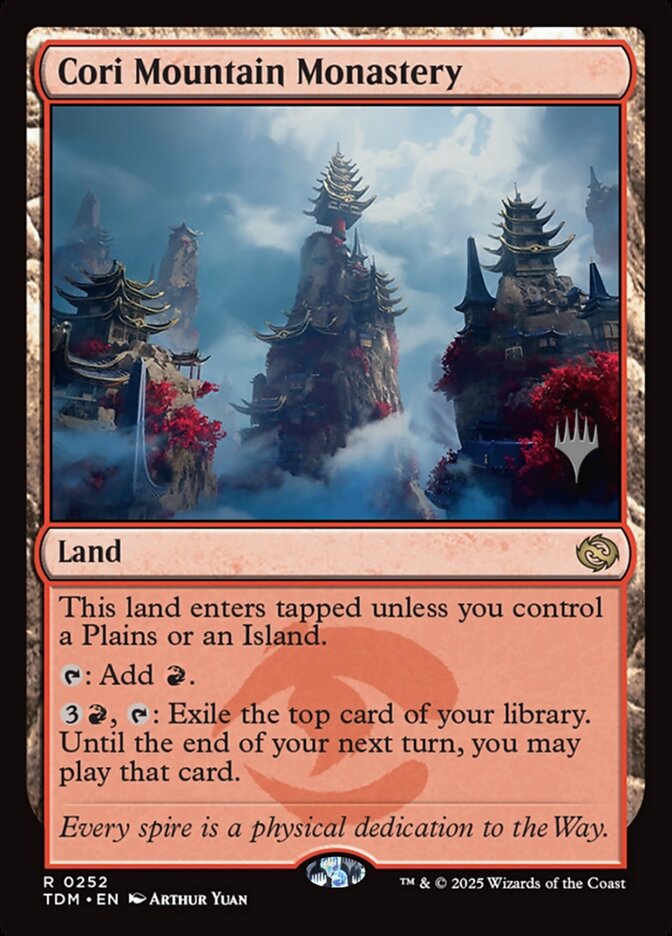 Cori Mountain Monastery
Land
This land enters tapped unless you control
a Plains or an Island.
: Add .
3, : Exile the top card of your library.
Until the end of your next turn, you may
play that card.
Every spire is a physical dedication to the Way.
R 0252
TDM • EN Arthur Yuan
™ & © 2025 Wizards of the Coast